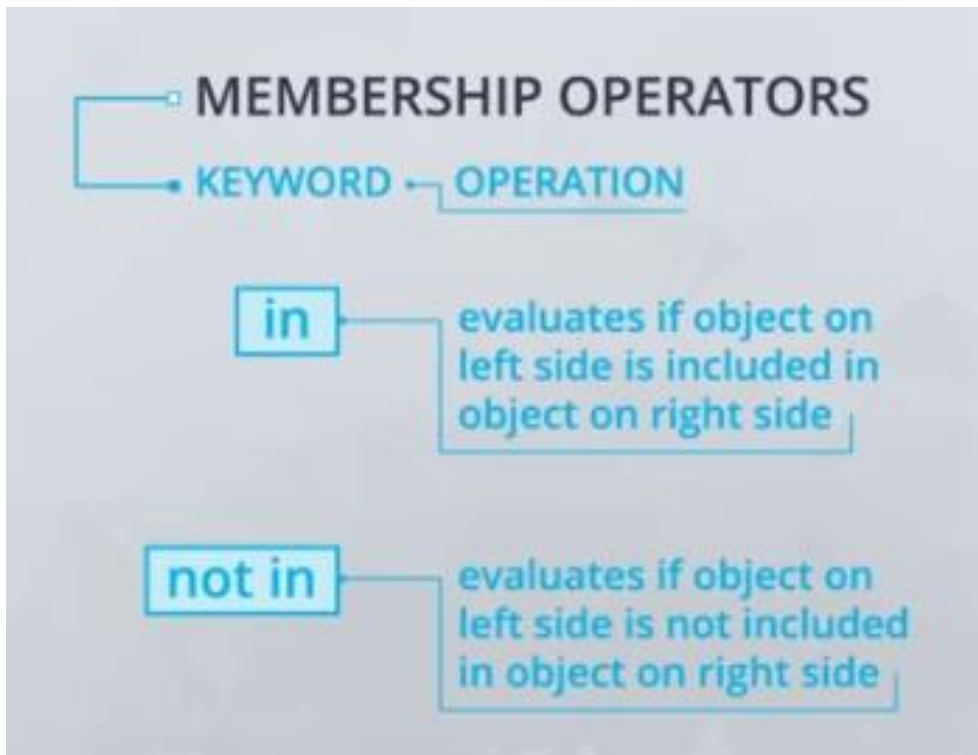 MEMBERSHIP OPERATORS
KEYWORD OPERATION
in
evaluates if object on
left side is included in
object on right side
not in
evaluates if object on
left side is not included
in object on right side